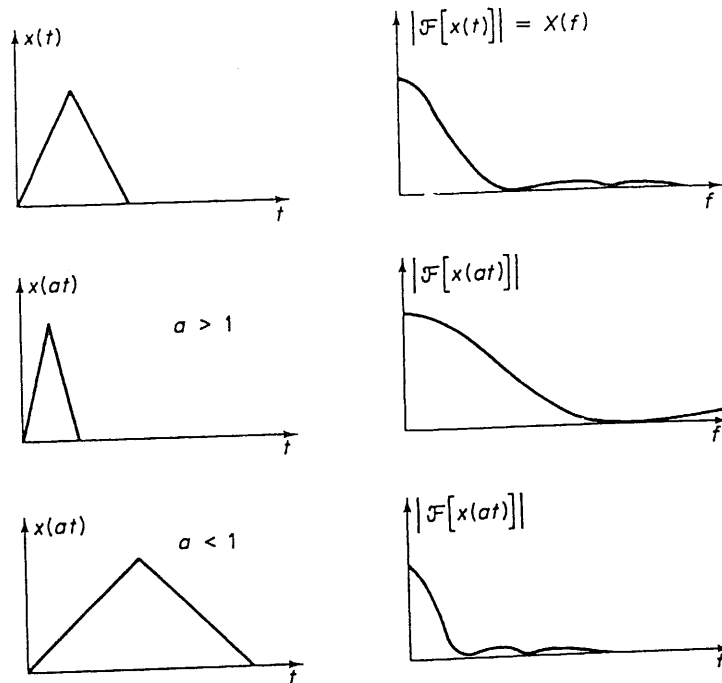 x(t)
|ℱ[x(t)]| = X(f)
t
f
x(at)
a > 1
|ℱ[x(at)]|
t
f
x(at)
a < 1
|ℱ[x(at)]|
t
f